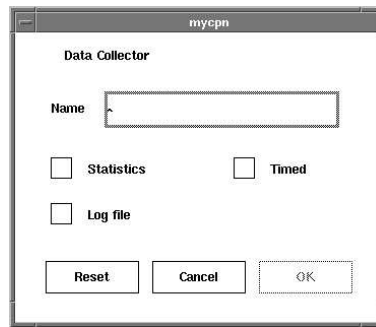 mycpn
Data Collector
Name
Statistics
Timed
Log file
Reset
Cancel
OK